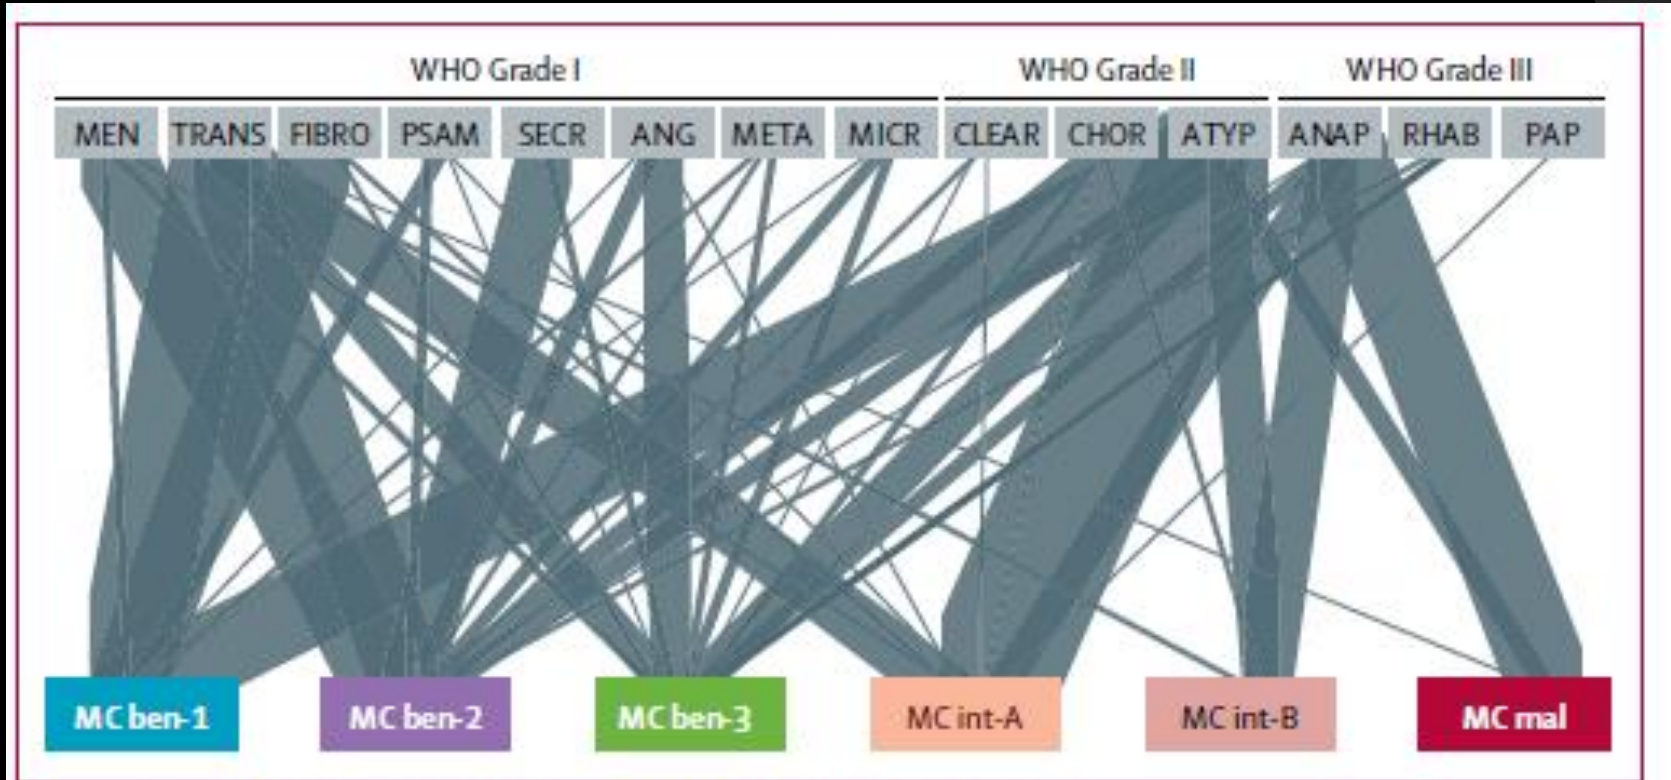 WHO Grade I WHO Grade II WHO Grade III
MEN TRANS FIBRO PSAM SECR ANG META MICR CLEAR CHOR ATYP ANAP RHAB PAP
MC ben-1 MC ben-2 MC ben-3 MC int-A MC int-B MC mal